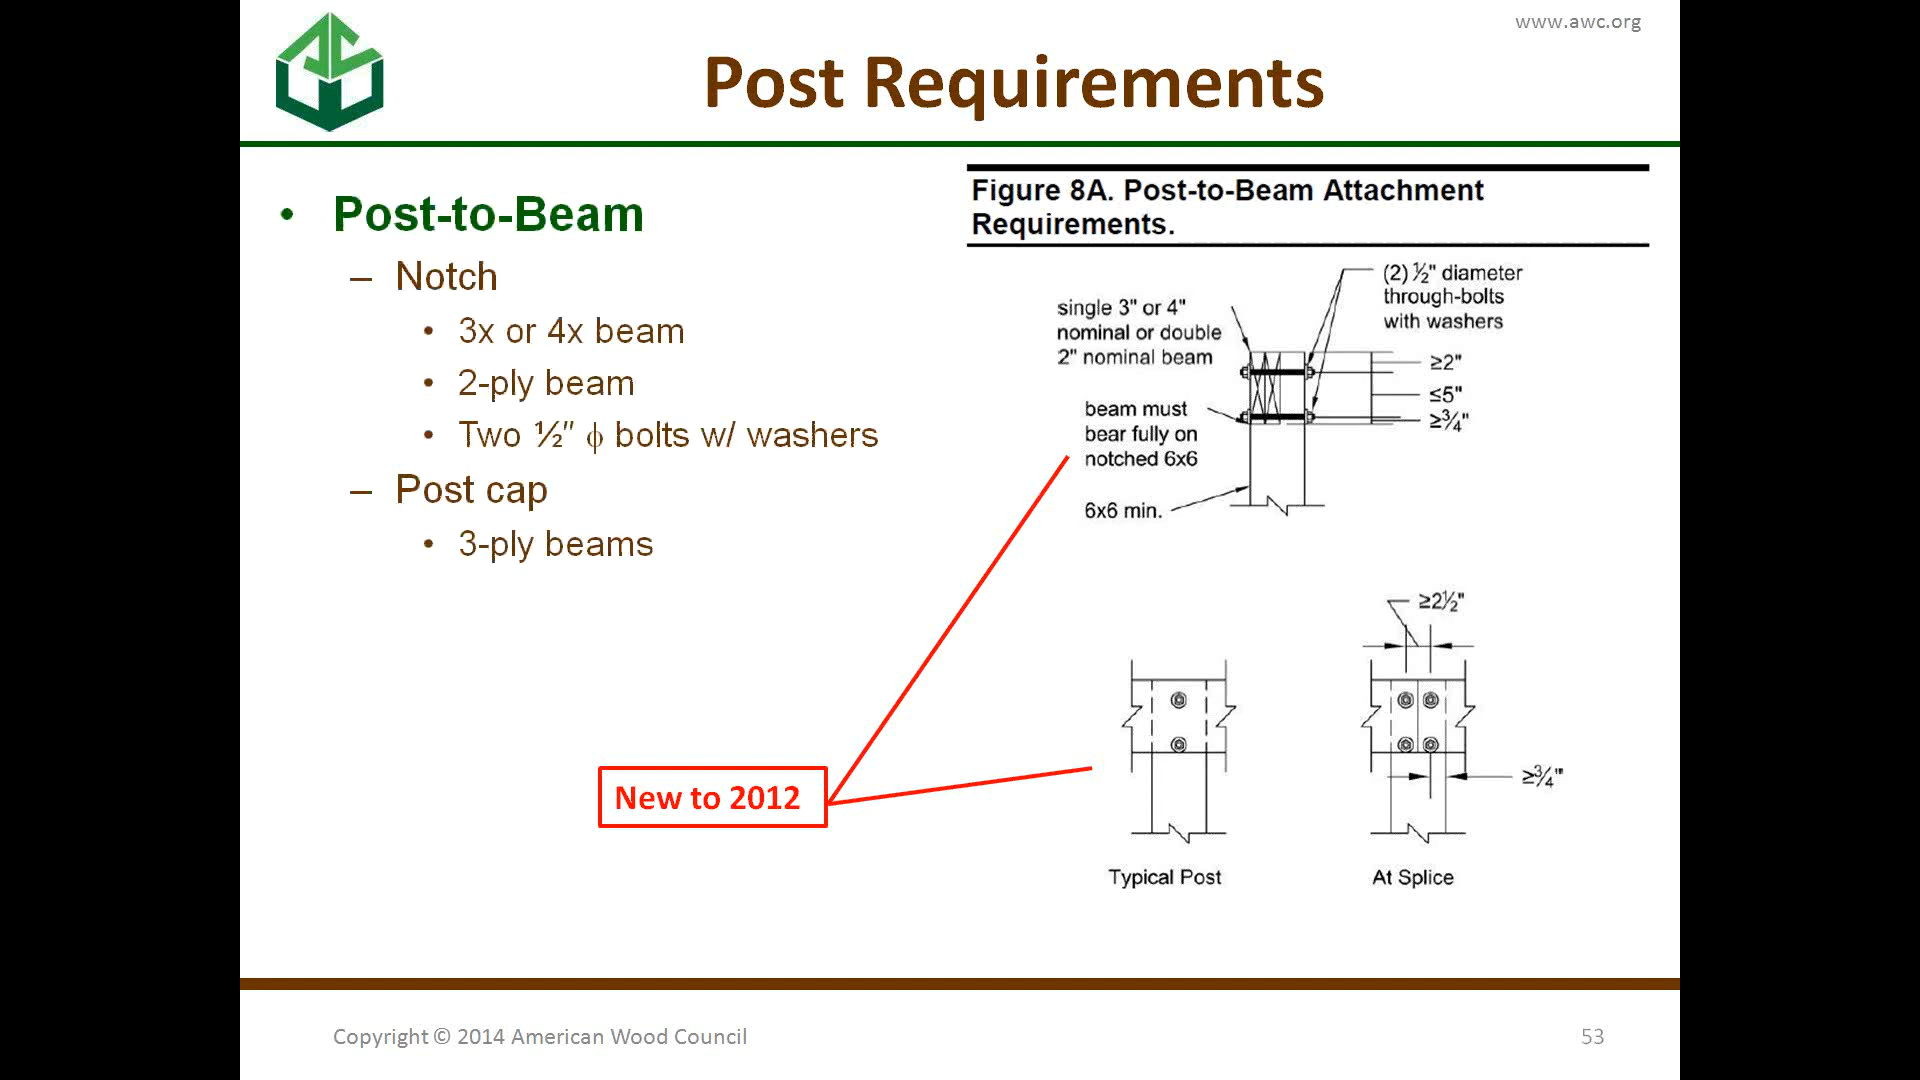 www.awc.org
Post Requirements
• Post-to-Beam
– Notch
• 3x or 4x beam
• 2-ply beam
• Two ½" ϕ bolts w/ washers
– Post cap
• 3-ply beams
New to 2012
Figure 8A. Post-to-Beam Attachment
Requirements.
single 3" or 4"
nominal or double
2" nominal beam
(2) ½" diameter
through-bolts
with washers
≥2"
≤5"
≥¾"
beam must
bear fully on
notched 6x6
6x6 min.
≥2½"
≥¾"
Typical Post
At Splice
Copyright © 2014 American Wood Council
53